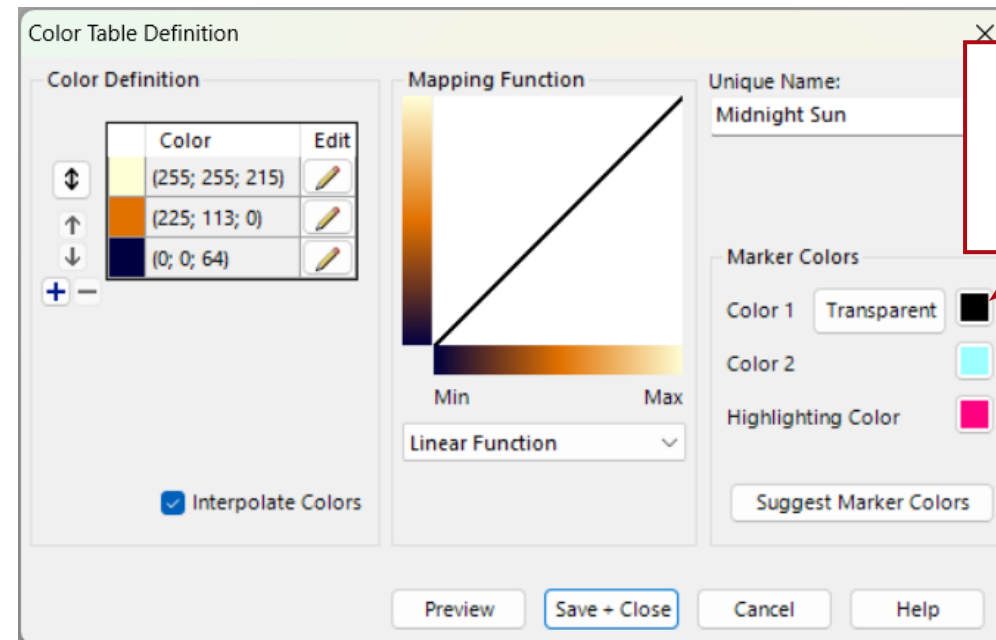 Color Table Definition
Color Definition
Color Edit
(255; 255; 215)
(225; 113; 0)
(0; 0; 64)
Interpolate Colors
Mapping Function
Min Max
Linear Function
Unique Name:
Midnight Sun
Marker Colors
Color 1 Transparent
Color 2
Highlighting Color
Suggest Marker Colors
Preview Save + Close Cancel Help